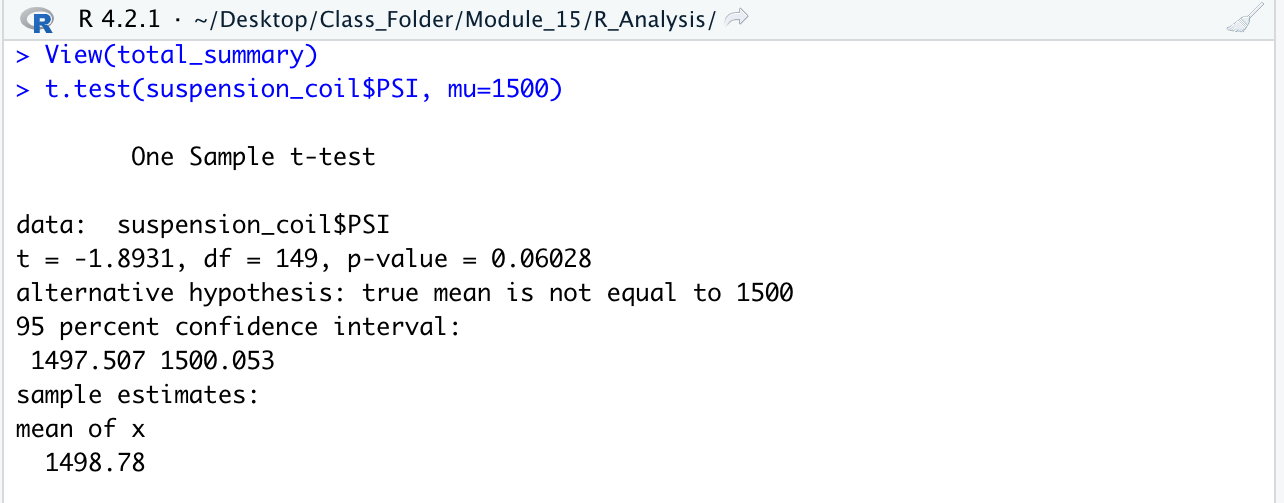 R R 4.2.1 · ~/Desktop/Class_Folder/Module_15/R_Analysis/
> View(total_summary)
> t.test(suspension_coil$PSI, mu=1500)
One Sample t-test
data:  suspension_coil$PSI
t = -1.8931, df = 149, p-value = 0.06028
alternative hypothesis: true mean is not equal to 1500
95 percent confidence interval:
1497.507 1500.053
sample estimates:
mean of x
1498.78